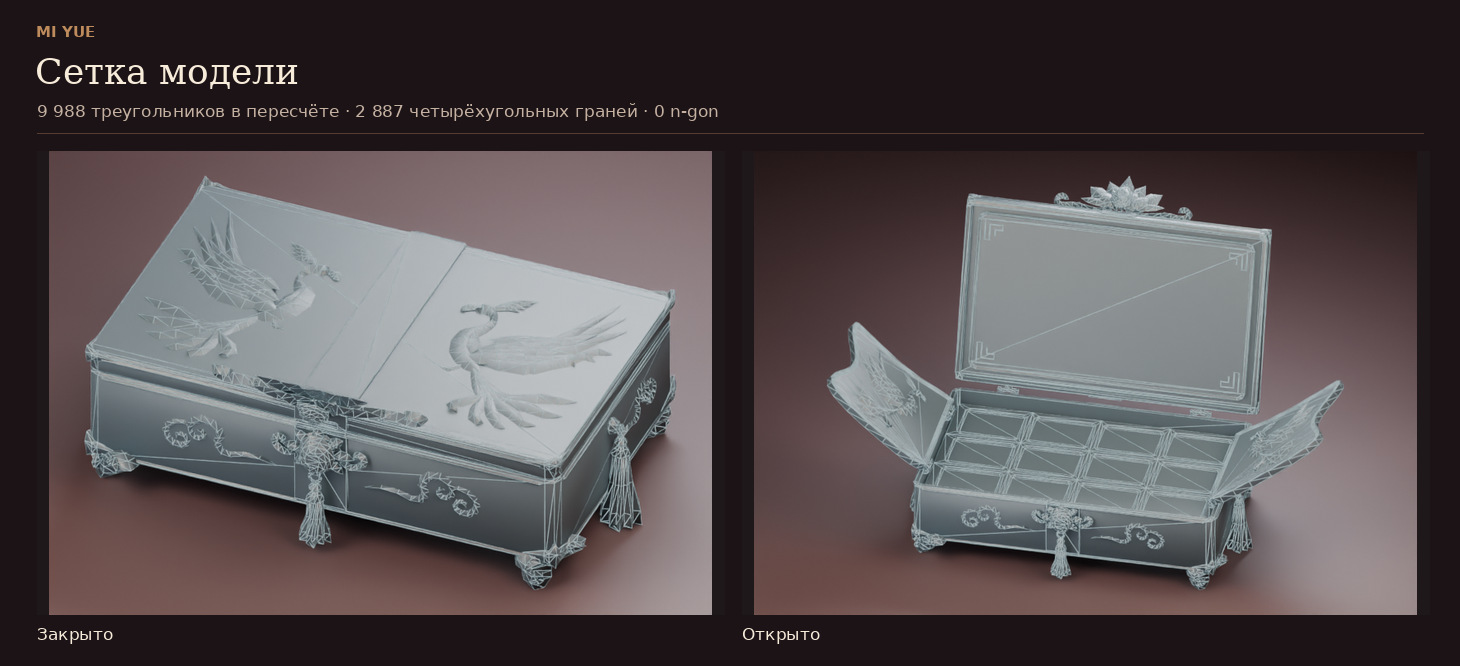 MI YUE
Сетка модели
9 988 треугольников в пересчёте · 2 887 четырёхугольных граней · 0 n-gon
Закрыто
Открыто